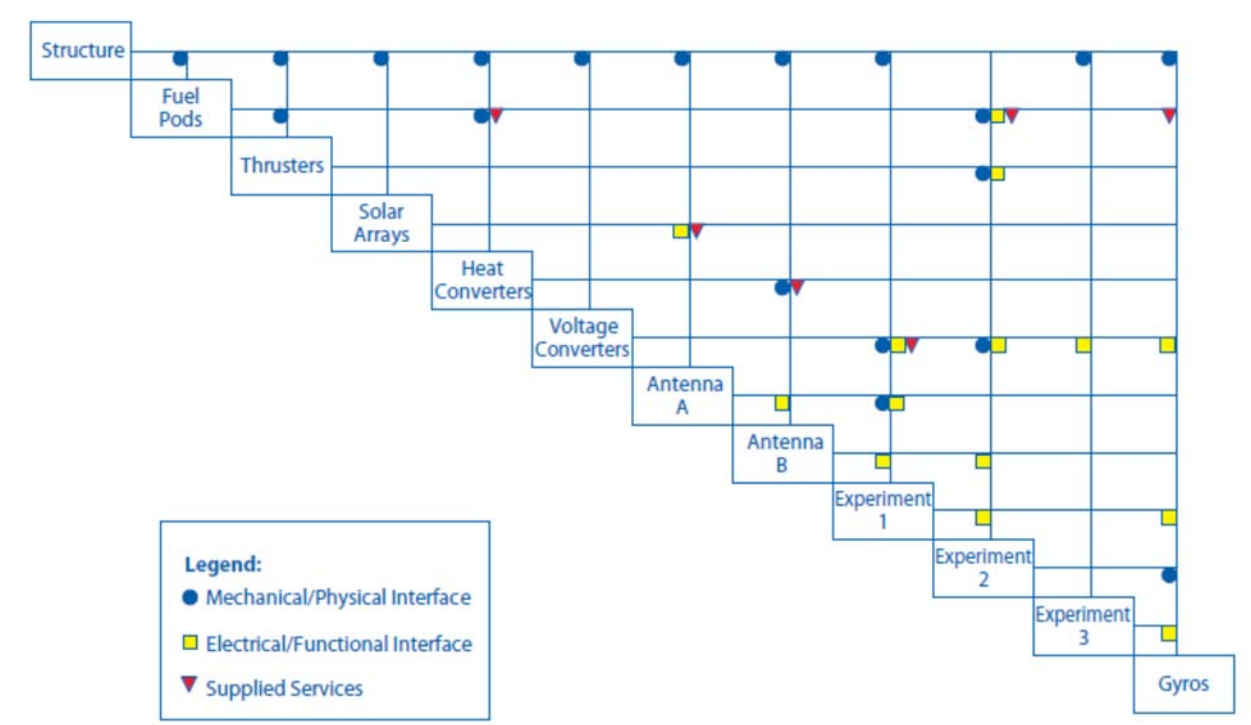 Structure
Fuel
Pods
Thrusters
Solar
Arrays
Heat
Converters
Voltage
Converters
Antenna
A
Antenna
B
Experiment
1
Experiment
2
Experiment
3
Gyros
Legend:
Mechanical/Physical Interface
Electrical/Functional Interface
Supplied Services